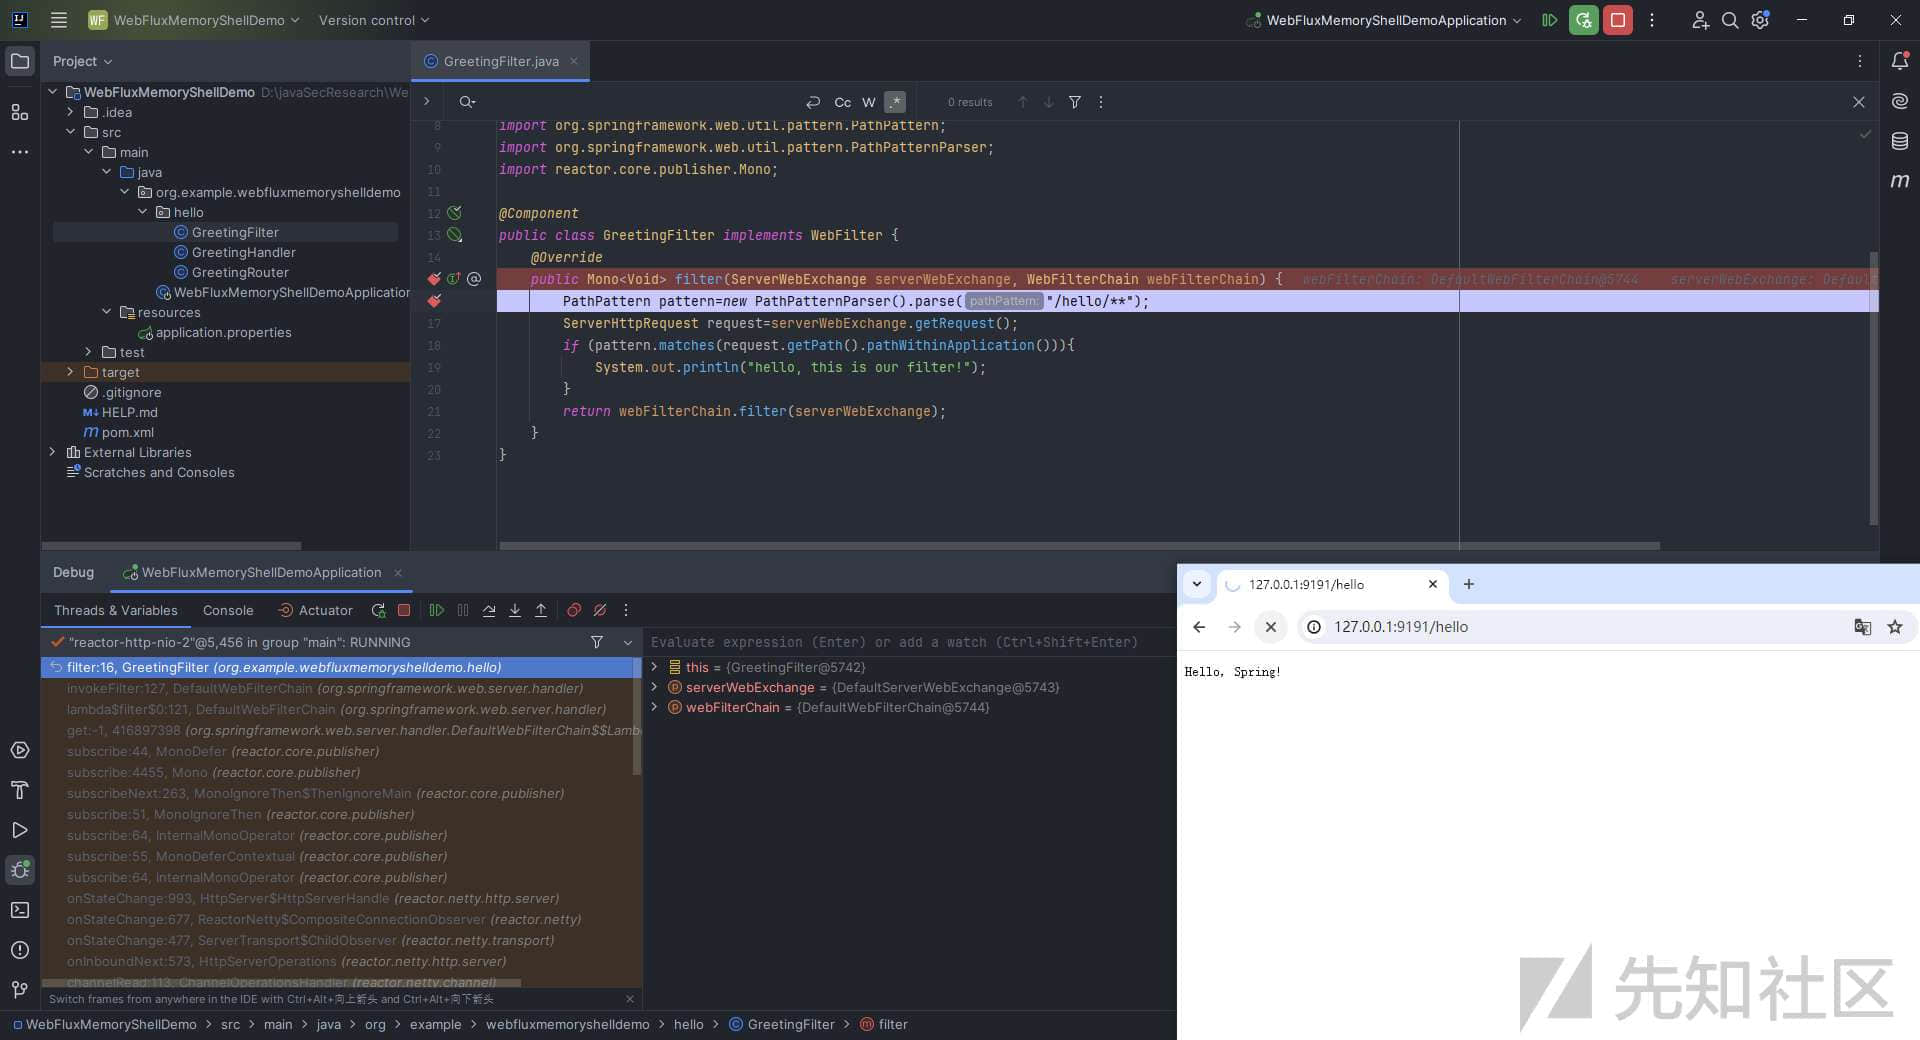 WF WebFluxMemoryShellDemo Version control WebFluxMemoryShellDemoApplication
Project
WebFluxMemoryShellDemo D:\javaSecResearch\We
.idea
src
main
java
org.example.webfluxmemoryshelldemo
hello
GreetingFilter
GreetingHandler
GreetingRouter
WebFluxMemoryShellDemoApplication
resources
application.properties
test
target
.gitignore
HELP.md
pom.xml
External Libraries
Scratches and Consoles
GreetingFilter.java
Cc W .* 0 results
8 import org.springframework.web.util.pattern.PathPattern;
9 import org.springframework.web.util.pattern.PathPatternParser;
10 import reactor.core.publisher.Mono;
11
12 @Component
13 public class GreetingFilter implements WebFilter {
14 @Override
public Mono<Void> filter(ServerWebExchange serverWebExchange, WebFilterChain webFilterChain) { webFilterChain: DefaultWebFilterChain@5744 serverWebExchange: Default
PathPattern pattern=new PathPatternParser().parse( pathPattern: "/hello/**");
17 ServerHttpRequest request=serverWebExchange.getRequest();
18 if (pattern.matches(request.getPath().pathWithinApplication())){
19 System.out.println("hello, this is our filter!");
20 }
21 return webFilterChain.filter(serverWebExchange);
22 }
23 }
Debug WebFluxMemoryShellDemoApplication
Threads & Variables Console Actuator
"reactor-http-nio-2"@5,456 in group "main": RUNNING
filter:16, GreetingFilter (org.example.webfluxmemoryshelldemo.hello)
invokeFilter:127, DefaultWebFilterChain (org.springframework.web.server.handler)
lambda$filter$0:121, DefaultWebFilterChain (org.springframework.web.server.handler)
get:-1, 416897398 (org.springframework.web.server.handler.DefaultWebFilterChain$$Lamb
subscribe:44, MonoDefer (reactor.core.publisher)
subscribe:4455, Mono (reactor.core.publisher)
subscribeNext:263, MonoIgnoreThen$ThenIgnoreMain (reactor.core.publisher)
subscribe:51, MonoIgnoreThen (reactor.core.publisher)
subscribe:64, InternalMonoOperator (reactor.core.publisher)
subscribe:55, MonoDeferContextual (reactor.core.publisher)
subscribe:64, InternalMonoOperator (reactor.core.publisher)
onStateChange:993, HttpServer$HttpServerHandle (reactor.netty.http.server)
onStateChange:677, ReactorNetty$CompositeConnectionObserver (reactor.netty)
onStateChange:477, ServerTransport$ChildObserver (reactor.netty.transport)
onInboundNext:573, HttpServerOperations (reactor.netty.http.server)
channelRead:113, ChannelOperationsHandler (reactor.netty.channel)
Switch frames from anywhere in the IDE with Ctrl+Alt+向上箭头 and Ctrl+Alt+向下箭头
Evaluate expression (Enter) or add a watch (Ctrl+Shift+Enter)
this = {GreetingFilter@5742}
serverWebExchange = {DefaultServerWebExchange@5743}
webFilterChain = {DefaultWebFilterChain@5744}
127.0.0.1:9191/hello
127.0.0.1:9191/hello
Hello, Spring!
先知社区
WebFluxMemoryShellDemo > src > main > java > org > example > webfluxmemoryshelldemo > hello > GreetingFilter > filter